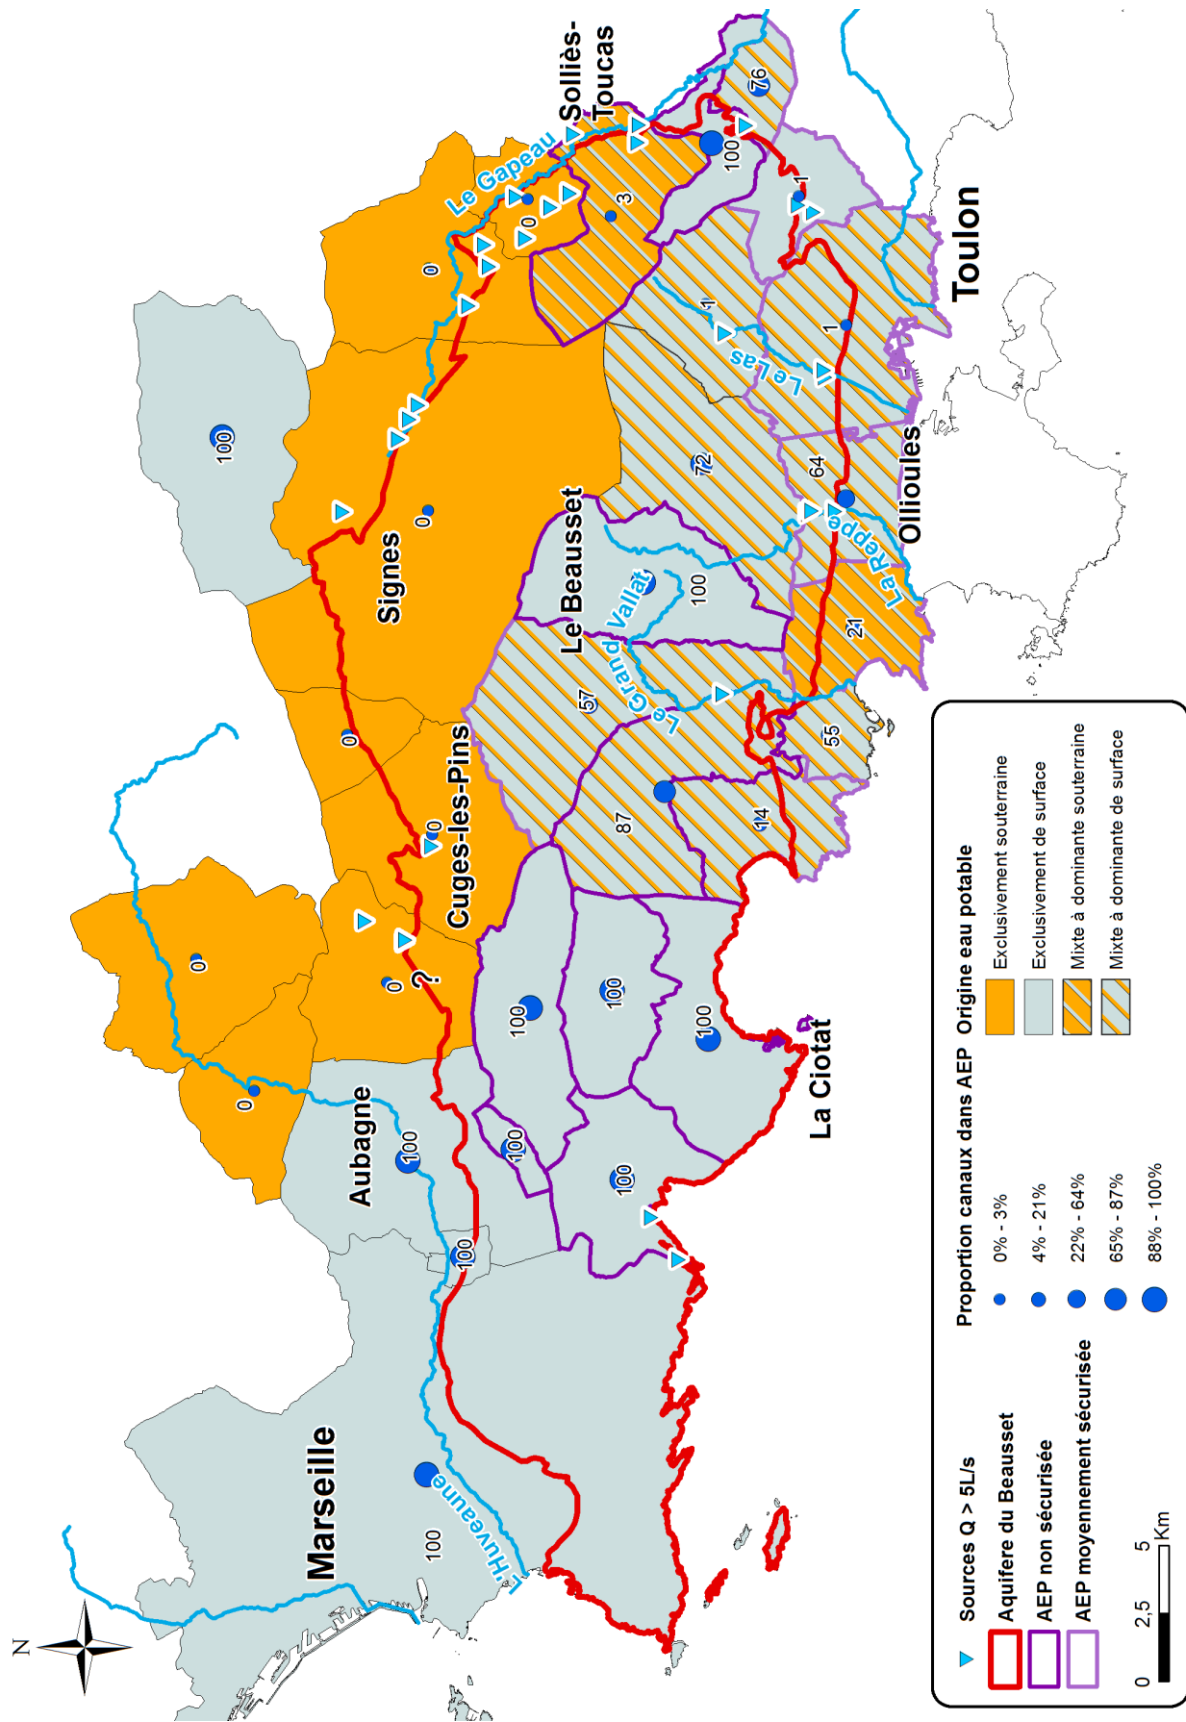 N
Marseille
100
L'Huveaune
Aubagne
100
100
0
0
0
?
Cuges-les-Pins
0
0
Signes
0
100
0
Le Gapeau
Solliès-
Toucas
0
3
100
76
1
1
Le Las
1
Toulon
72
64
Ollioules
La Reppe
21
Le Beausset
100
Le Grand Vallat
57
55
87
14
100
100
100
100
100
La Ciotat
Sources Q > 5L/s
Aquifere du Beausset
AEP non sécurisée
AEP moyennement sécurisée
Proportion canaux dans AEP
0% - 3%
4% - 21%
22% - 64%
65% - 87%
88% - 100%
Origine eau potable
Exclusivement souterraine
Exclusivement de surface
Mixte à dominante souterraine
Mixte à dominante de surface
0 2,5 5
Km